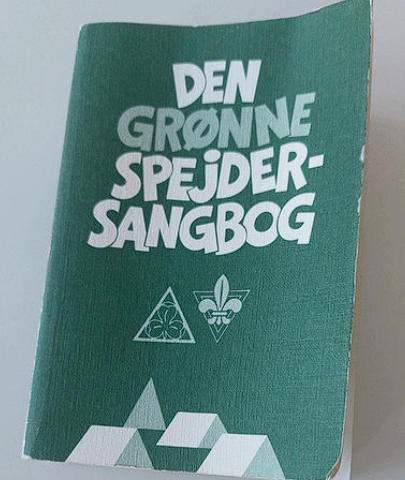 DEN
GRØNNE
SPEJDER-
SANGBOG